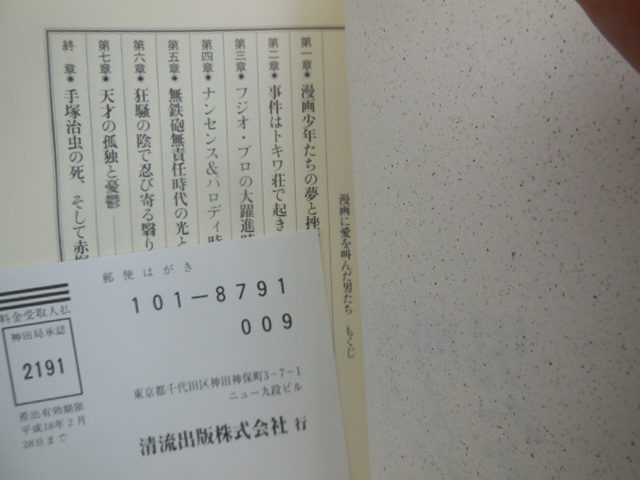 漫画に愛を叫んだ男たち もくじ
第一章●漫画少年たちの夢と挫
第二章●事件はトキワ荘で起き
第三章●フジオ・プロの大躍進時
第四章●ナンセンス&パロディ時
第五章●無鉄砲無責任時代の光と
第六章●狂騒の陰で忍び寄る翳り
第七章●天才の孤独と憂鬱
終 章●手塚治虫の死、そして赤
郵便はがき
101-8791
009
料金受取人払
神田局承認
2191
差出有効期限
平成18年2月
28日まで
東京都千代田区神田神保町3-7-1
ニュー九段ビル
清流出版株式会社 行